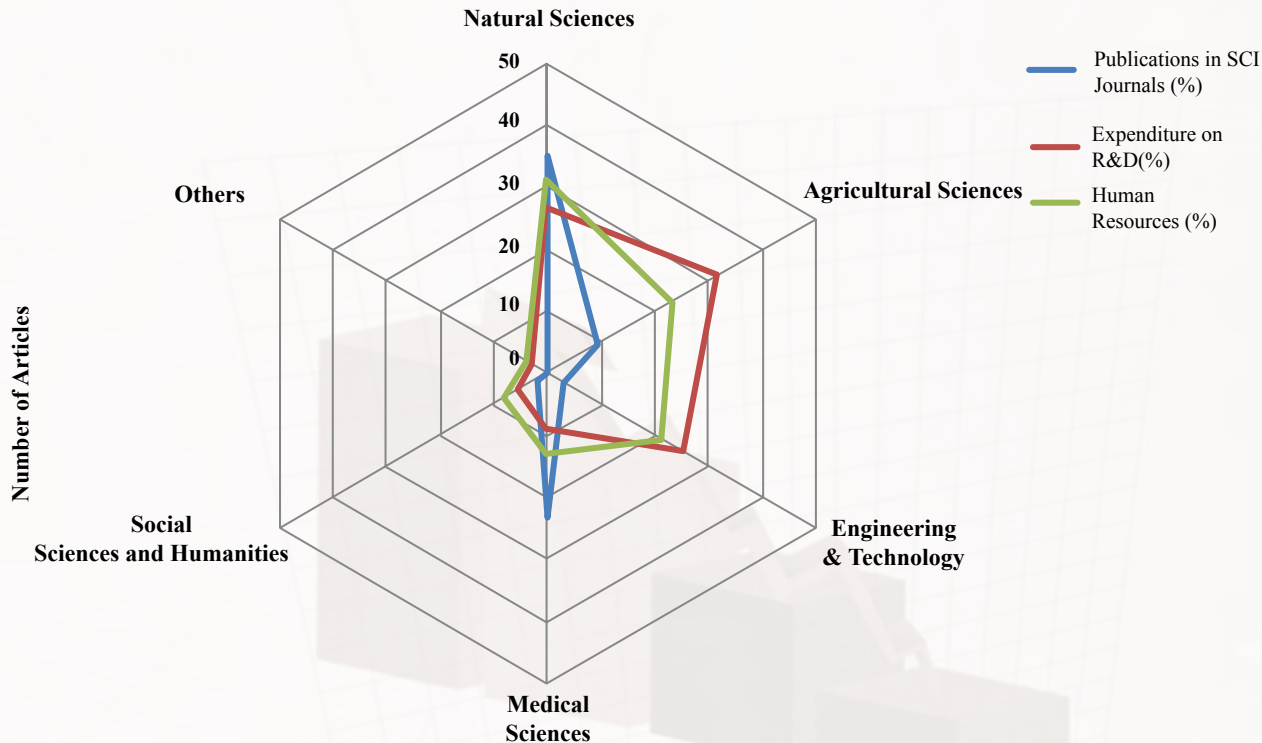 Natural Sciences
50
40
30
20
10
0
Publications in SCI
Journals (%)
Expenditure on
R&D(%)
Human
Resources (%)
Agricultural Sciences
Others
Number of Articles
Social
Sciences and Humanities
Engineering
& Technology
Medical
Sciences